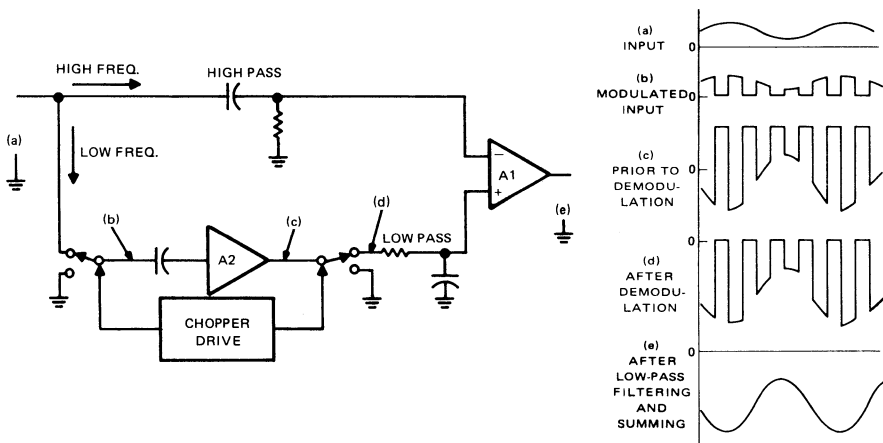 HIGH FREQ.
HIGH PASS
(a)
LOW FREQ.
−
A1
+
(e)
(b)
(c)
(d)
LOW PASS
A2
CHOPPER
DRIVE
(a)
INPUT
0
(b)
MODULATED
INPUT
0
(c)
PRIOR TO
DEMODU-
LATION
0
(d)
AFTER
DEMODU-
LATION
0
(e)
AFTER
LOW-PASS
FILTERING
AND
SUMMING
0